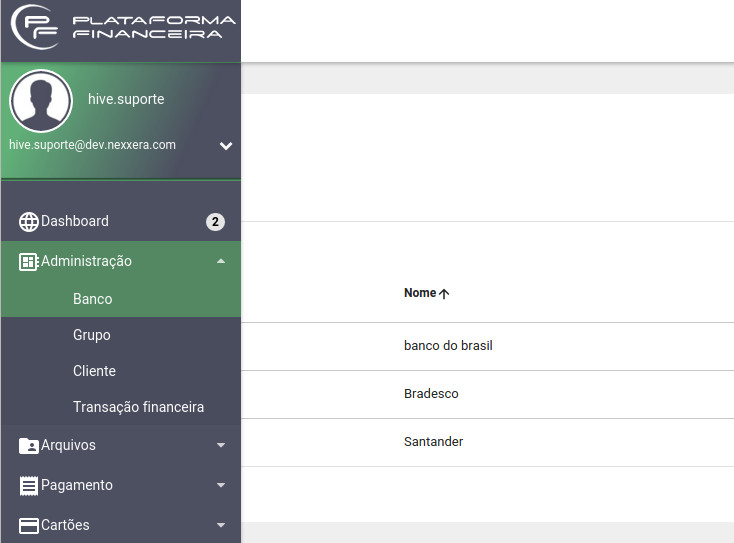 PLATAFORMA
FINANCEIRA
hive.suporte
hive.suporte@dev.nexxera.com
Dashboard 2
Administração
Banco
Grupo
Cliente
Transação financeira
Arquivos
Pagamento
Cartões
Nome
banco do brasil
Bradesco
Santander